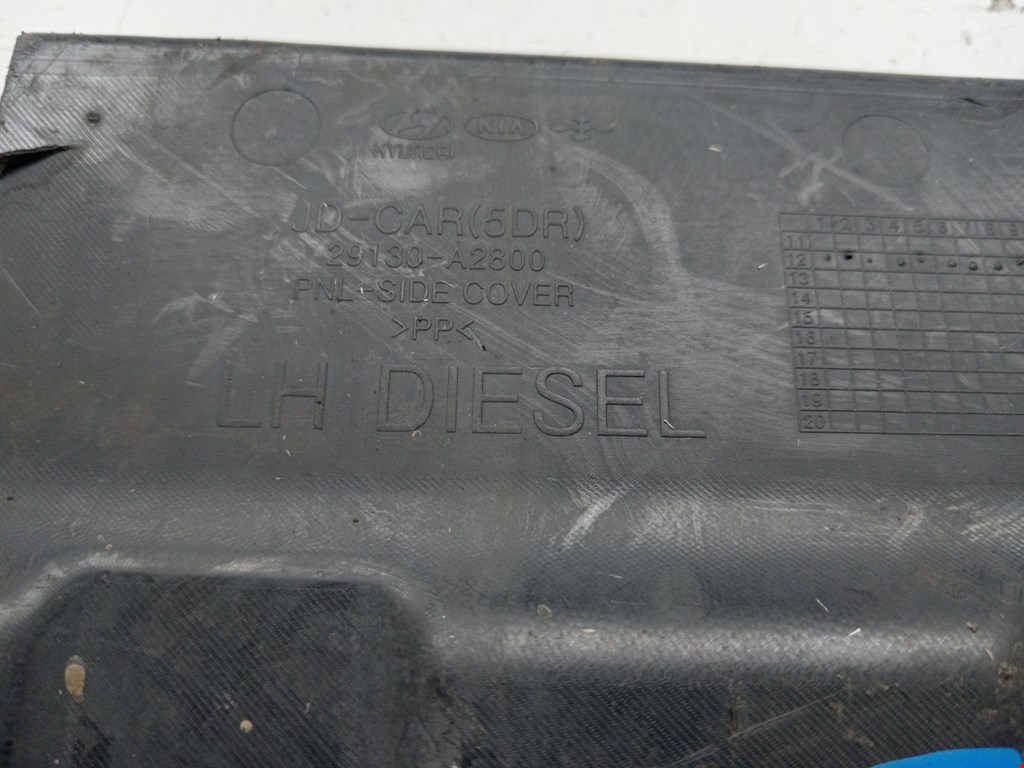 KIA
HYUNDAI
JD-CAR(5DR)
29130-A2800
PNL-SIDE COVER
>PP<
LH DIESEL
1 2 3 4 5 6 7 8 9
11
12
13
14
15
16
17
18
19
20